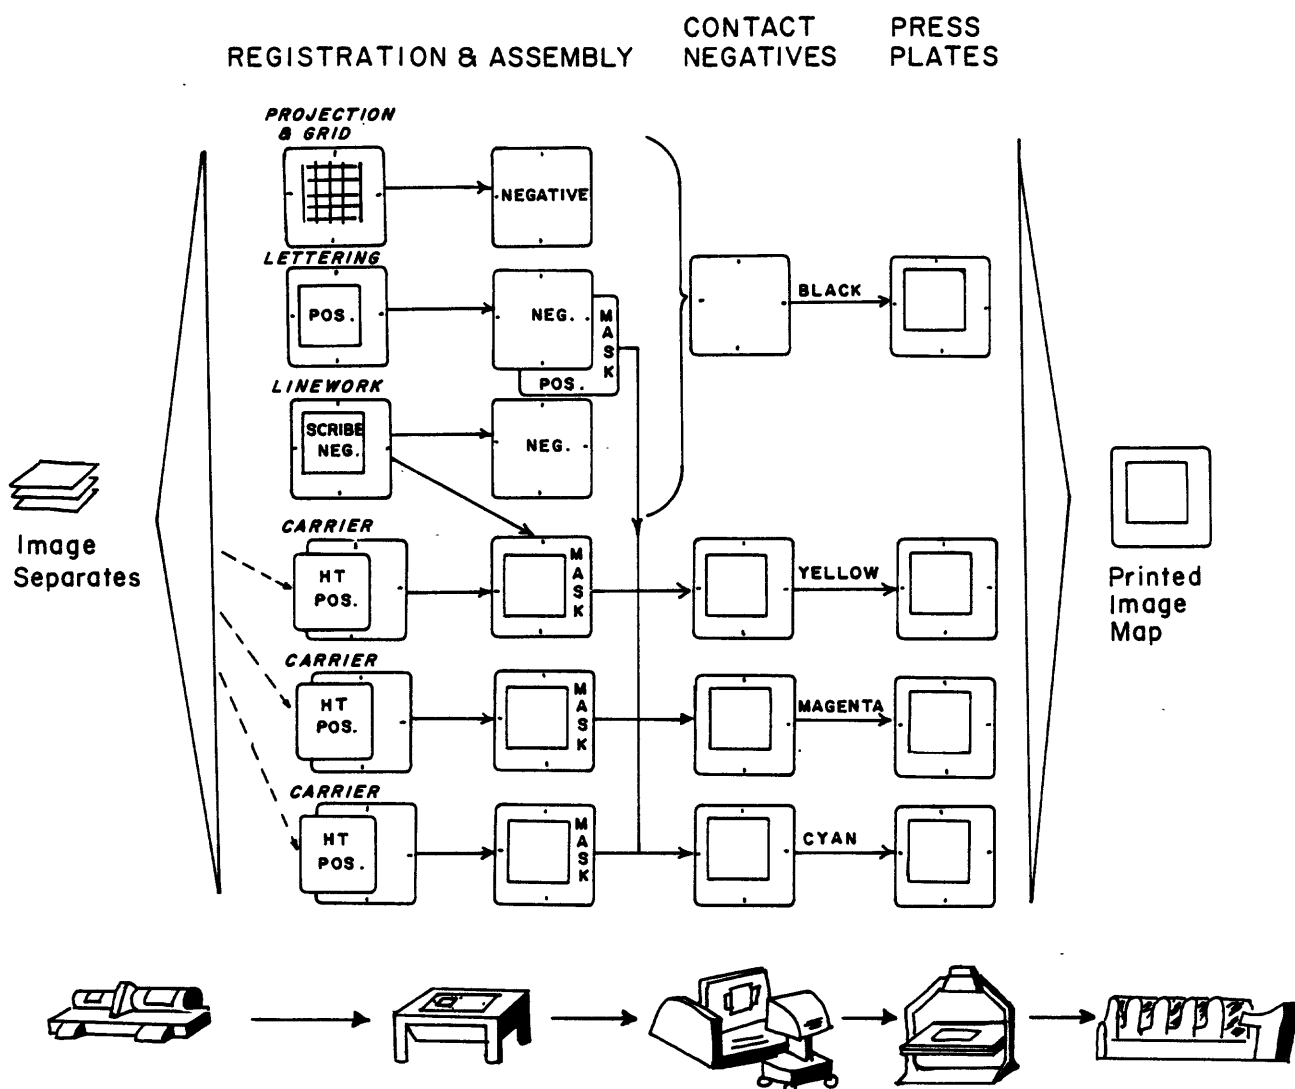 REGISTRATION & ASSEMBLY
CONTACT
NEGATIVES
PRESS
PLATES
PROJECTION
& GRID
NEGATIVE
LETTERING
POS.
NEG.
MASK
POS.
BLACK
LINEWORK
SCRIBE
NEG.
NEG.
Image
Separates
CARRIER
HT
POS.
MASK
YELLOW
CARRIER
HT
POS.
MASK
MAGENTA
CARRIER
HT
POS.
MASK
CYAN
Printed
Image
Map